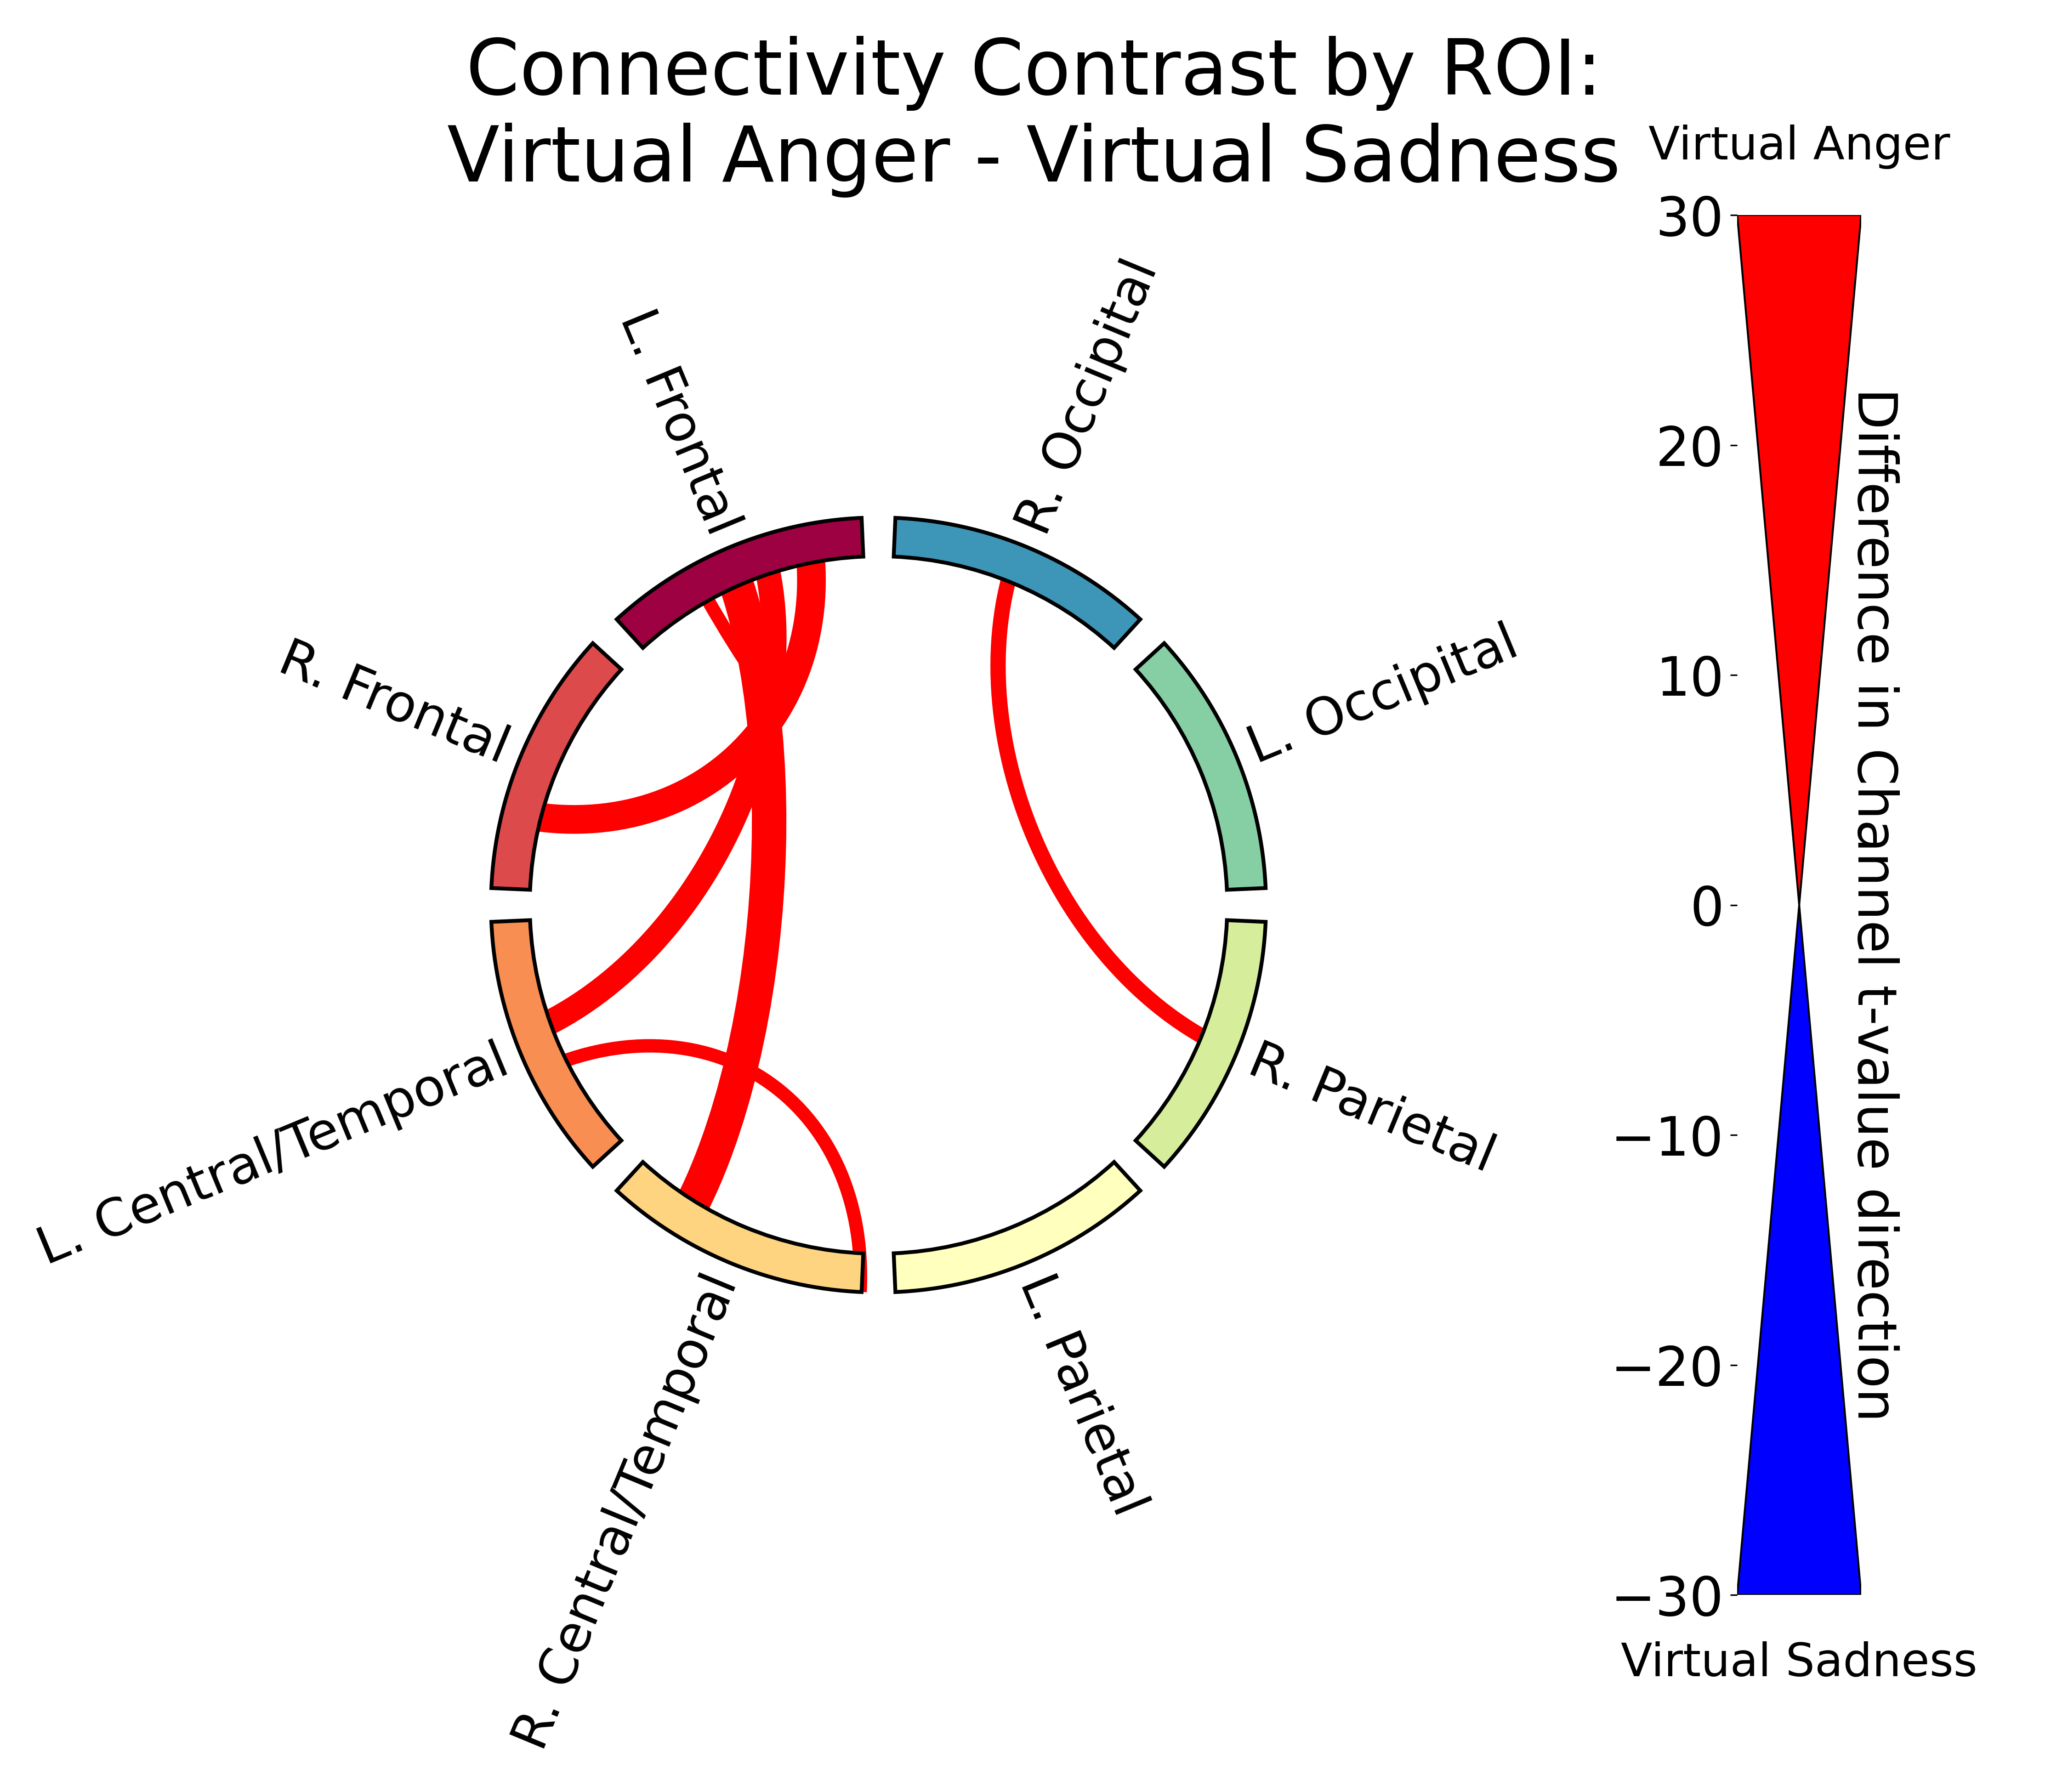 Connectivity Contrast by ROI:
Virtual Anger - Virtual Sadness
Virtual Anger
30
20
10
0
−10
−20
−30
Virtual Sadness
Difference in Channel t-value direction
R. Occipital
L. Frontal
L. Occipital
R. Frontal
R. Parietal
L. Central/Temporal
L. Parietal
R. Central/Temporal